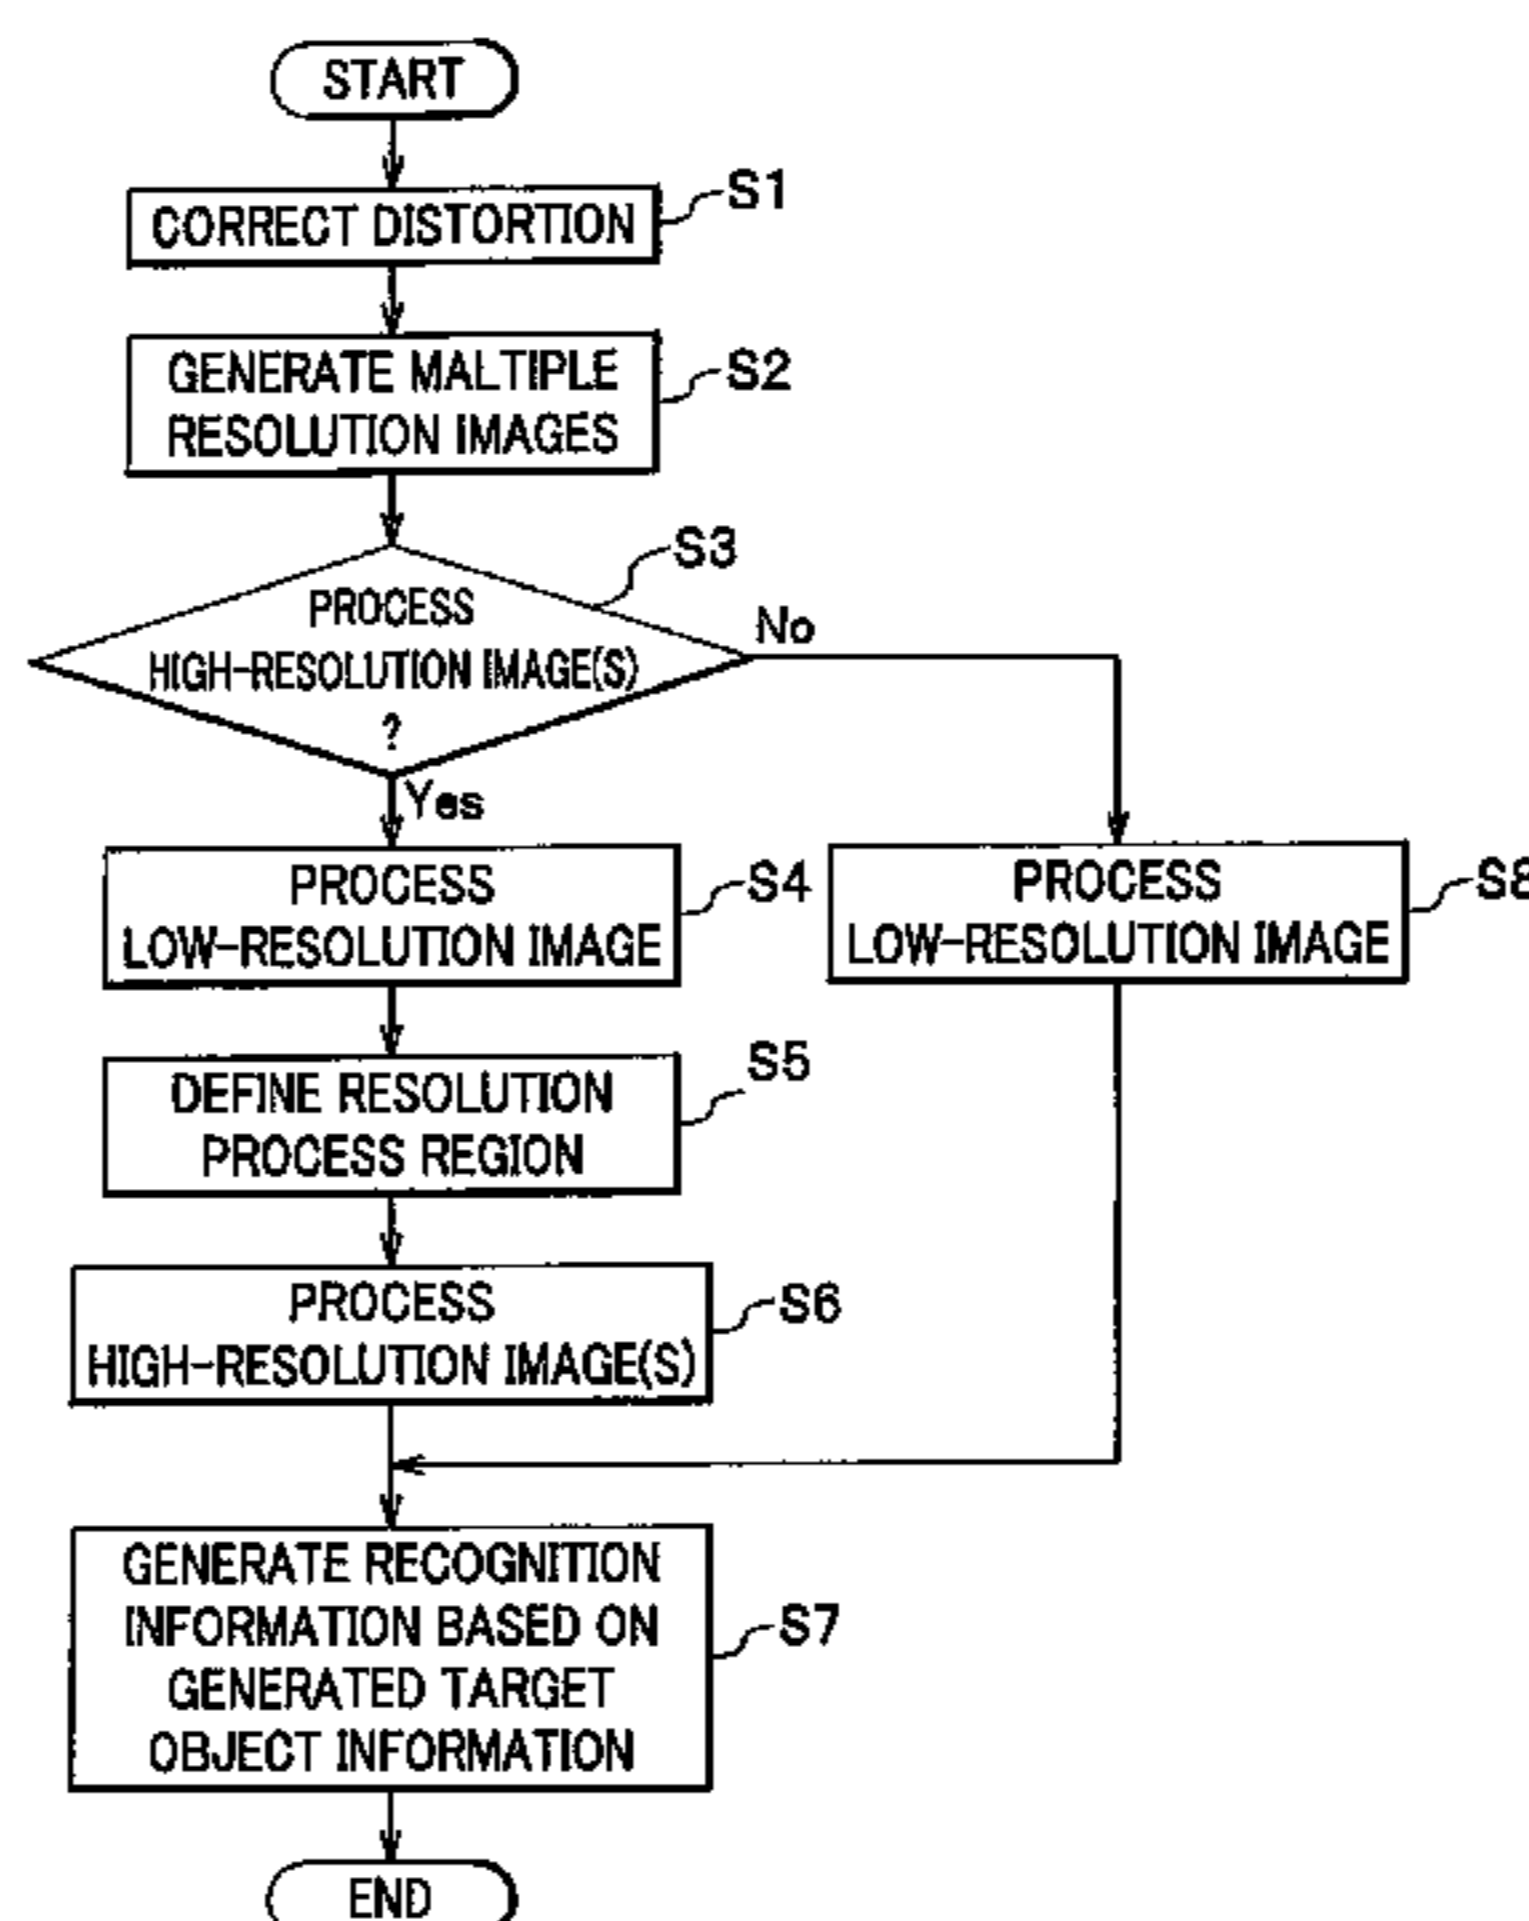 START
CORRECT DISTORTION
S1
GENERATE MALTIPLE
RESOLUTION IMAGES
S2
PROCESS
HIGH-RESOLUTION IMAGE(S)
?
S3
No
Yes
PROCESS
LOW-RESOLUTION IMAGE
S4
PROCESS
LOW-RESOLUTION IMAGE
S8
DEFINE RESOLUTION
PROCESS REGION
S5
PROCESS
HIGH-RESOLUTION IMAGE(S)
S6
GENERATE RECOGNITION
INFORMATION BASED ON
GENERATED TARGET
OBJECT INFORMATION
S7
END